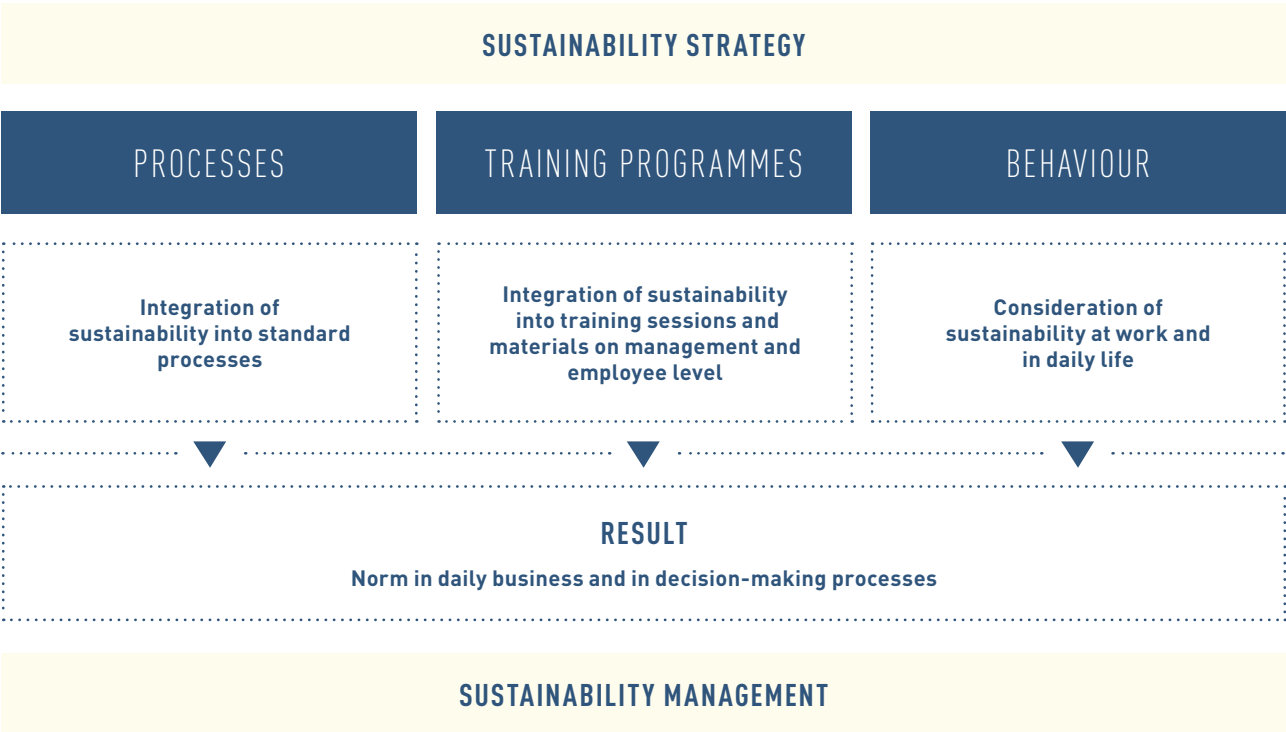 SUSTAINABILITY STRATEGY
PROCESSES
TRAINING PROGRAMMES
BEHAVIOUR
Integration of
sustainability into standard
processes
Integration of sustainability
into training sessions and
materials on management and
employee level
Consideration of
sustainability at work and
in daily life
RESULT
Norm in daily business and in decision-making processes
SUSTAINABILITY MANAGEMENT